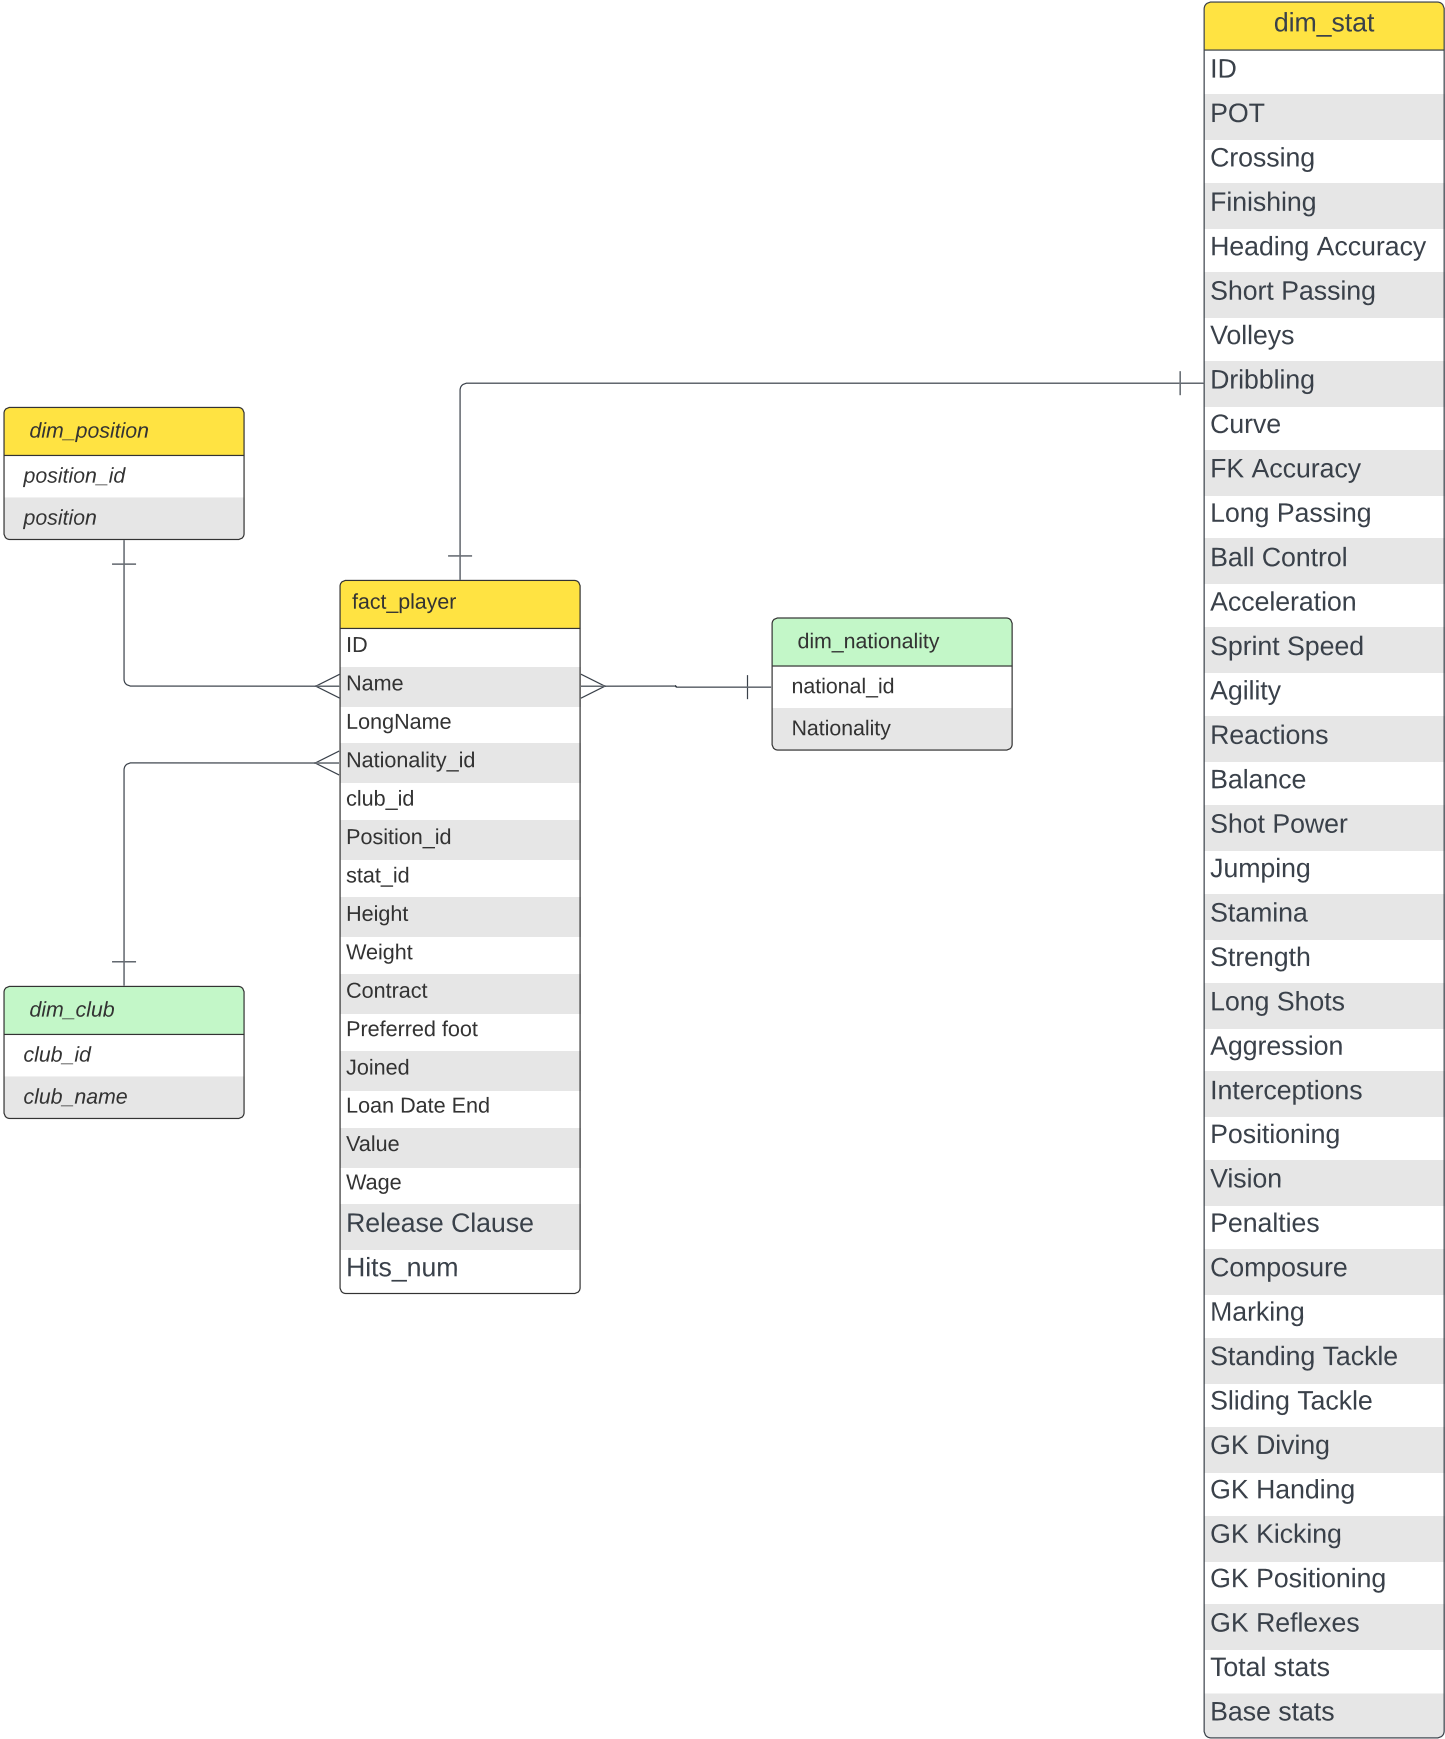 dim_stat
ID
POT
Crossing
Finishing
Heading Accuracy
Short Passing
Volleys
Dribbling
Curve
FK Accuracy
Long Passing
Ball Control
Acceleration
Sprint Speed
Agility
Reactions
Balance
Shot Power
Jumping
Stamina
Strength
Long Shots
Aggression
Interceptions
Positioning
Vision
Penalties
Composure
Marking
Standing Tackle
Sliding Tackle
GK Diving
GK Handing
GK Kicking
GK Positioning
GK Reflexes
Total stats
Base stats
dim_position
position_id
position
fact_player
ID
Name
LongName
Nationality_id
club_id
Position_id
stat_id
Height
Weight
Contract
Preferred foot
Joined
Loan Date End
Value
Wage
Release Clause
Hits_num
dim_nationality
national_id
Nationality
dim_club
club_id
club_name